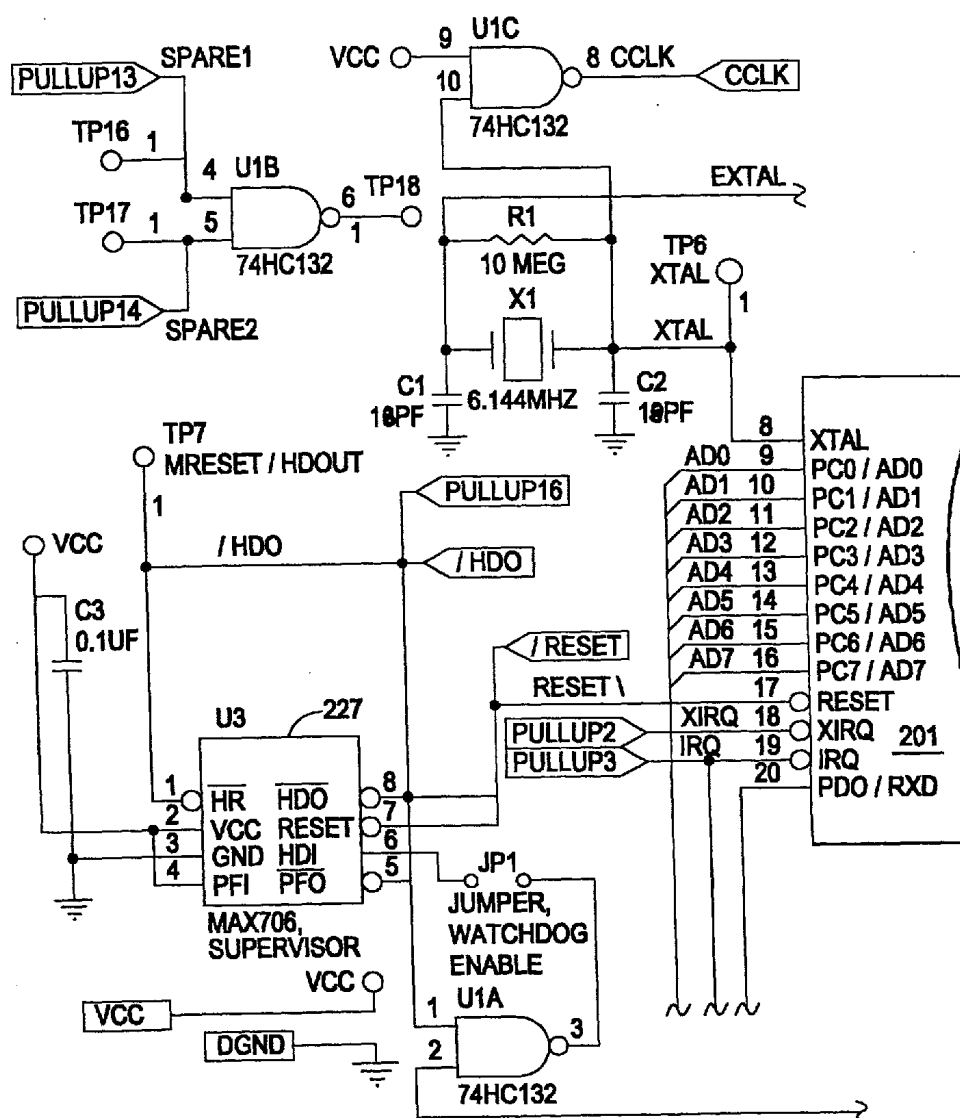 U1C
VCC 9 8 CCLK CCLK
10
74HC132
SPARE1
PULLUP13
TP16 1
4 U1B
6 TP18
TP17 1 5 1
74HC132
PULLUP14
SPARE2
EXTAL
R1
10 MEG
TP6
XTAL
1
X1
XTAL
C1
6.144MHZ
C2
TP7
MRESET / HDOUT
1
PULLUP16
VCC
/ HDO
/ HDO
C3
0.1UF
8 XTAL
AD0 9 PC0 / AD0
AD1 10 PC1 / AD1
AD2 11 PC2 / AD2
AD3 12 PC3 / AD3
AD4 13 PC4 / AD4
AD5 14 PC5 / AD5
AD6 15 PC6 / AD6
AD7 16 PC7 / AD7
/ RESET
RESET \ 17 RESET
PULLUP2 XIRQ 18 XIRQ
PULLUP3 IRQ 19 IRQ
20 PDO / RXD
201
U3 227
1 HR HDO 8
2 VCC RESET 7
3 GND HDI 6
4 PFI PFO 5
MAX706,
SUPERVISOR
JP1
JUMPER,
WATCHDOG
ENABLE
VCC
VCC
DGND
U1A
1
2 3
74HC132